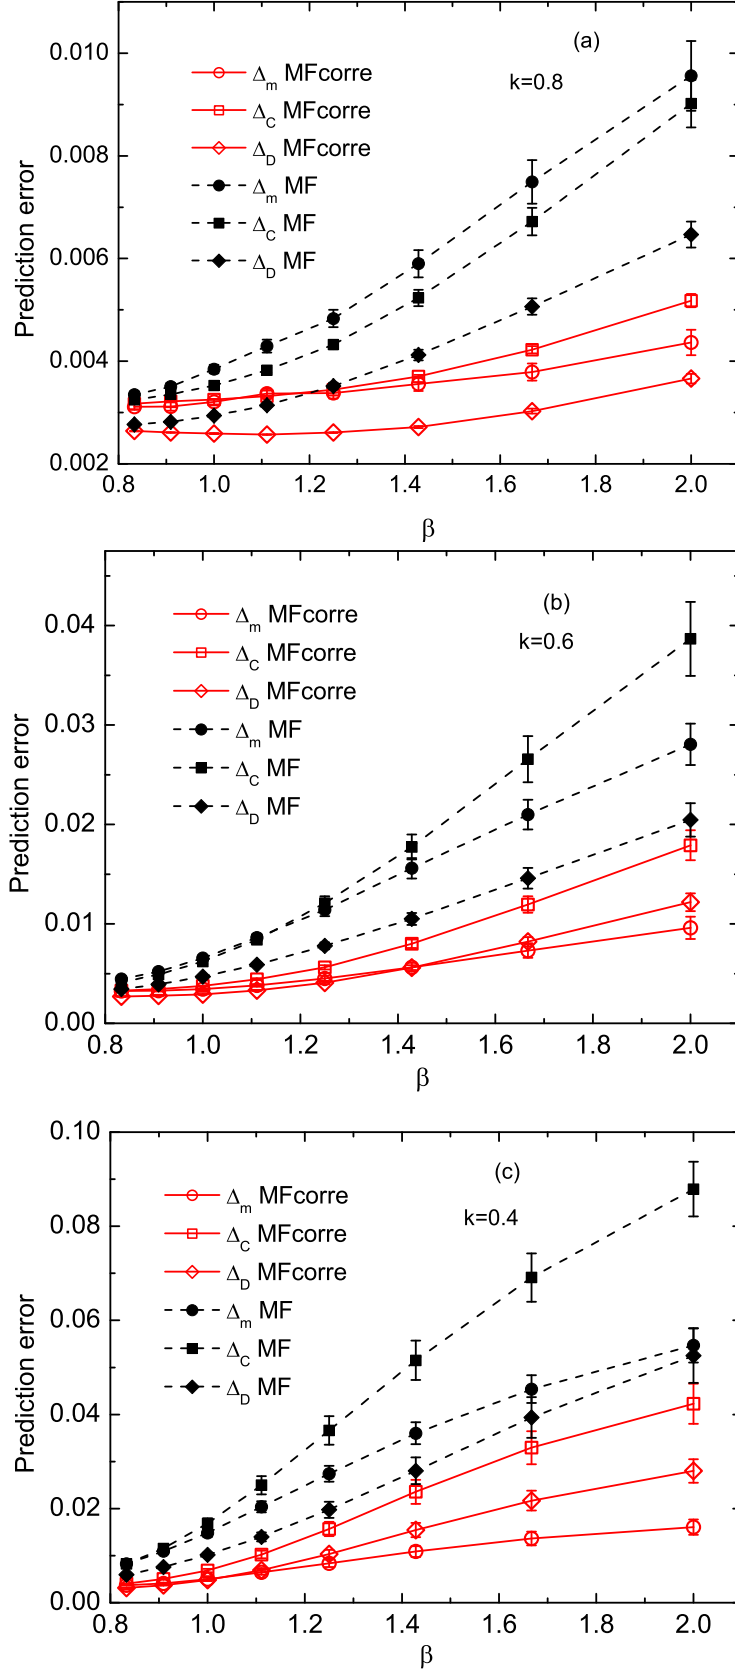 (a)
k=0.8
Δm MFcorre
ΔC MFcorre
ΔD MFcorre
Δm MF
ΔC MF
ΔD MF
Prediction error
0.010
0.008
0.006
0.004
0.002
0.8 1.0 1.2 1.4 1.6 1.8 2.0
β
(b)
k=0.6
Δm MFcorre
ΔC MFcorre
ΔD MFcorre
Δm MF
ΔC MF
ΔD MF
Prediction error
0.04
0.03
0.02
0.01
0.00
0.8 1.0 1.2 1.4 1.6 1.8 2.0
β
(c)
k=0.4
Δm MFcorre
ΔC MFcorre
ΔD MFcorre
Δm MF
ΔC MF
ΔD MF
Prediction error
0.10
0.08
0.06
0.04
0.02
0.00
0.8 1.0 1.2 1.4 1.6 1.8 2.0
β